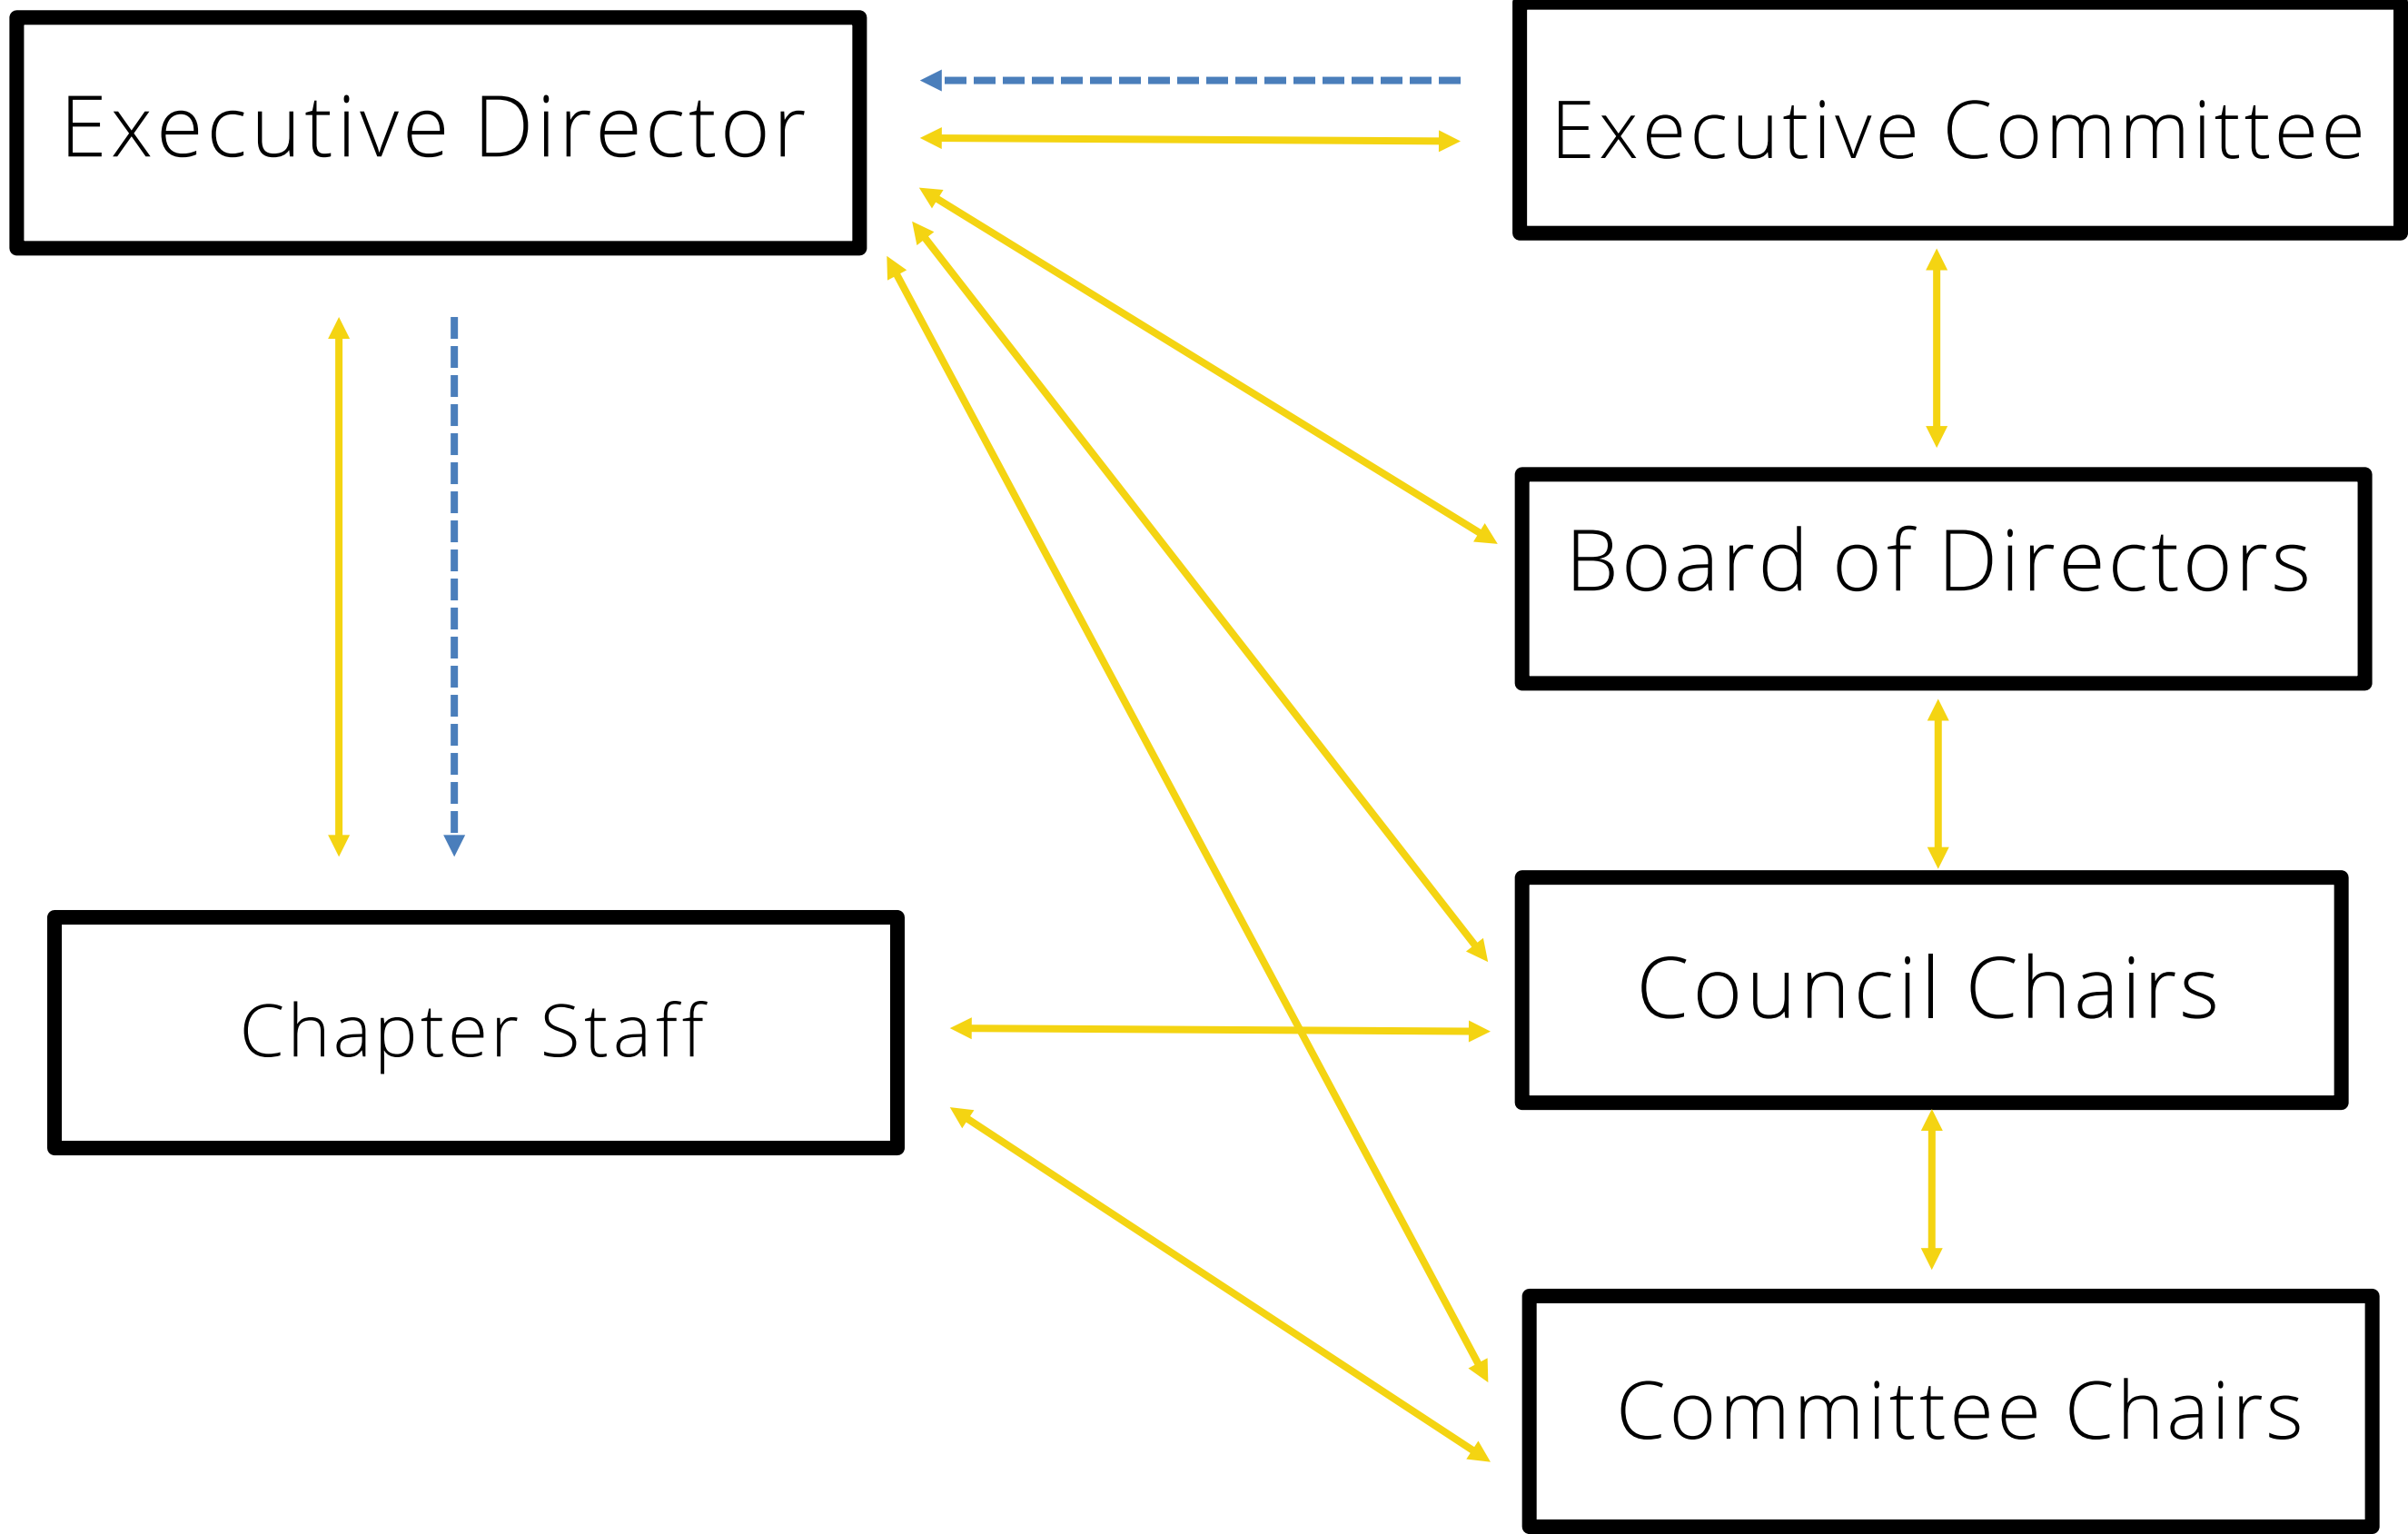 Executive Director
Executive Committee
Board of Directors
Council Chairs
Chapter Staff
Committee Chairs